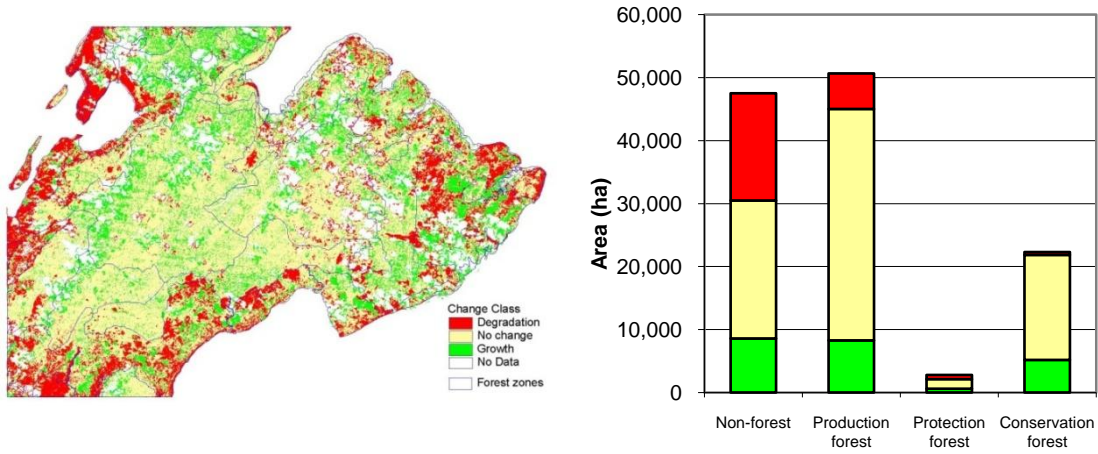 Change Class
Degradation
No change
Growth
No Data
Forest zones
60,000
50,000
40,000
30,000
20,000
10,000
0
Area (ha)
Non-forest
Production
forest
Protection
forest
Conservation
forest